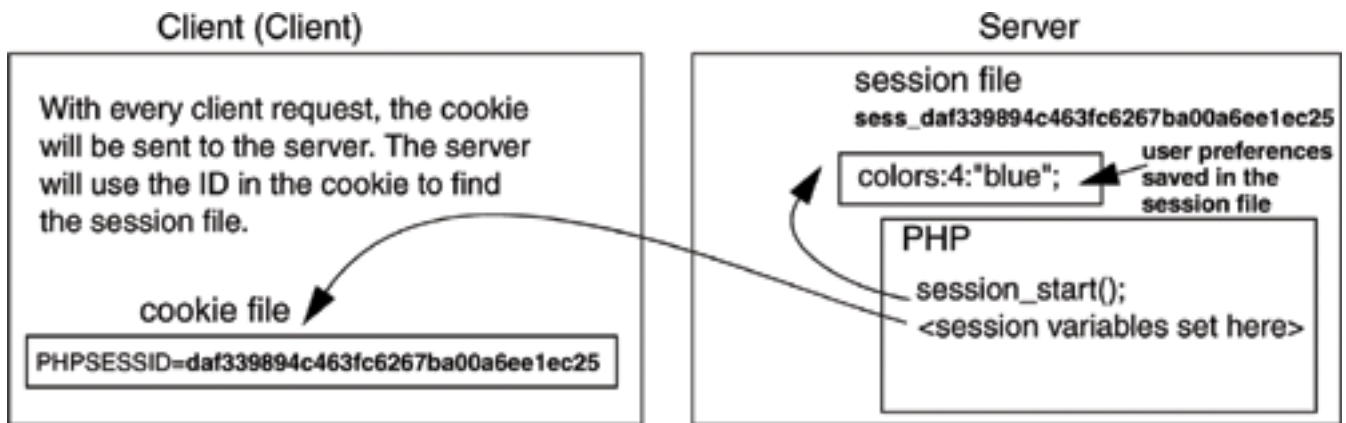 Client (Client)
With every client request, the cookie
will be sent to the server. The server
will use the ID in the cookie to find
the session file.
cookie file
PHPSESSID=daf339894c463fc6267ba00a6ee1ec25
Server
session file
sess_daf339894c463fc6267ba00a6ee1ec25
colors:4:"blue";
user preferences
saved in the
session file
PHP
session_start();
<session variables set here>